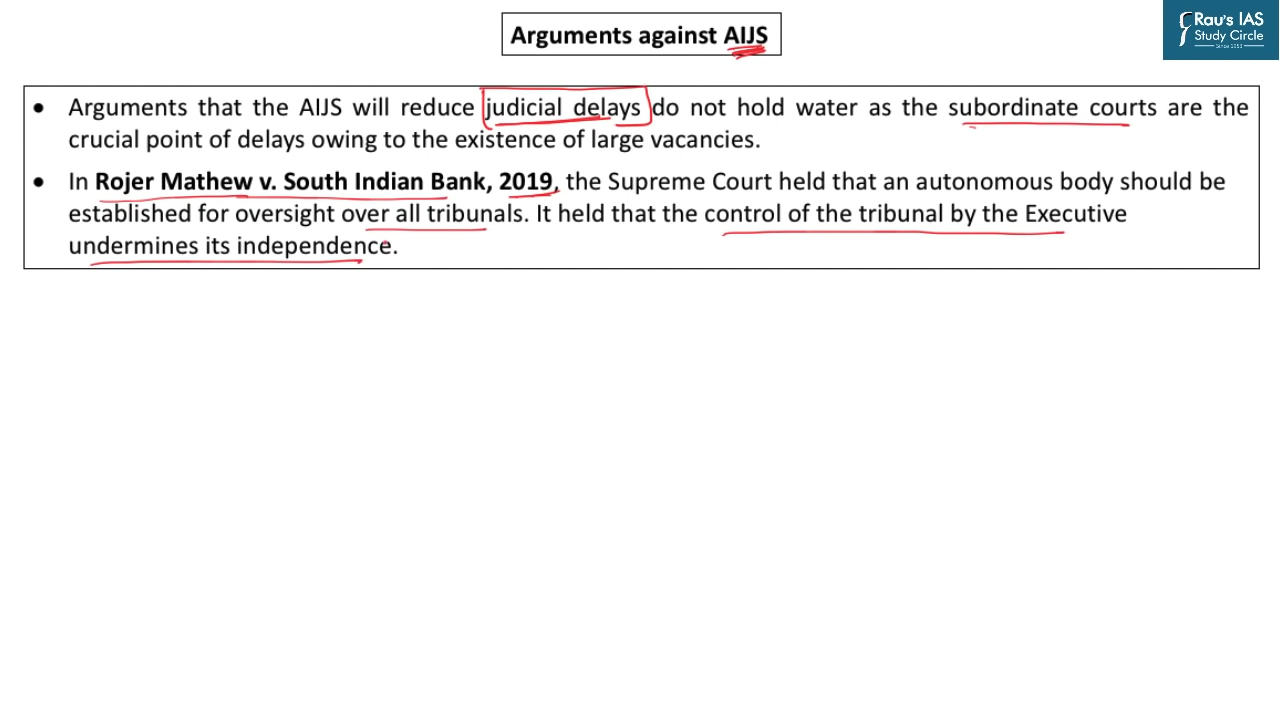 Arguments against AIJS
Rau's IAS
Study Circle
Since 1953
• Arguments that the AIJS will reduce judicial delays do not hold water as the subordinate courts are the
crucial point of delays owing to the existence of large vacancies.
• In Rojer Mathew v. South Indian Bank, 2019, the Supreme Court held that an autonomous body should be
established for oversight over all tribunals. It held that the control of the tribunal by the Executive
undermines its independence.